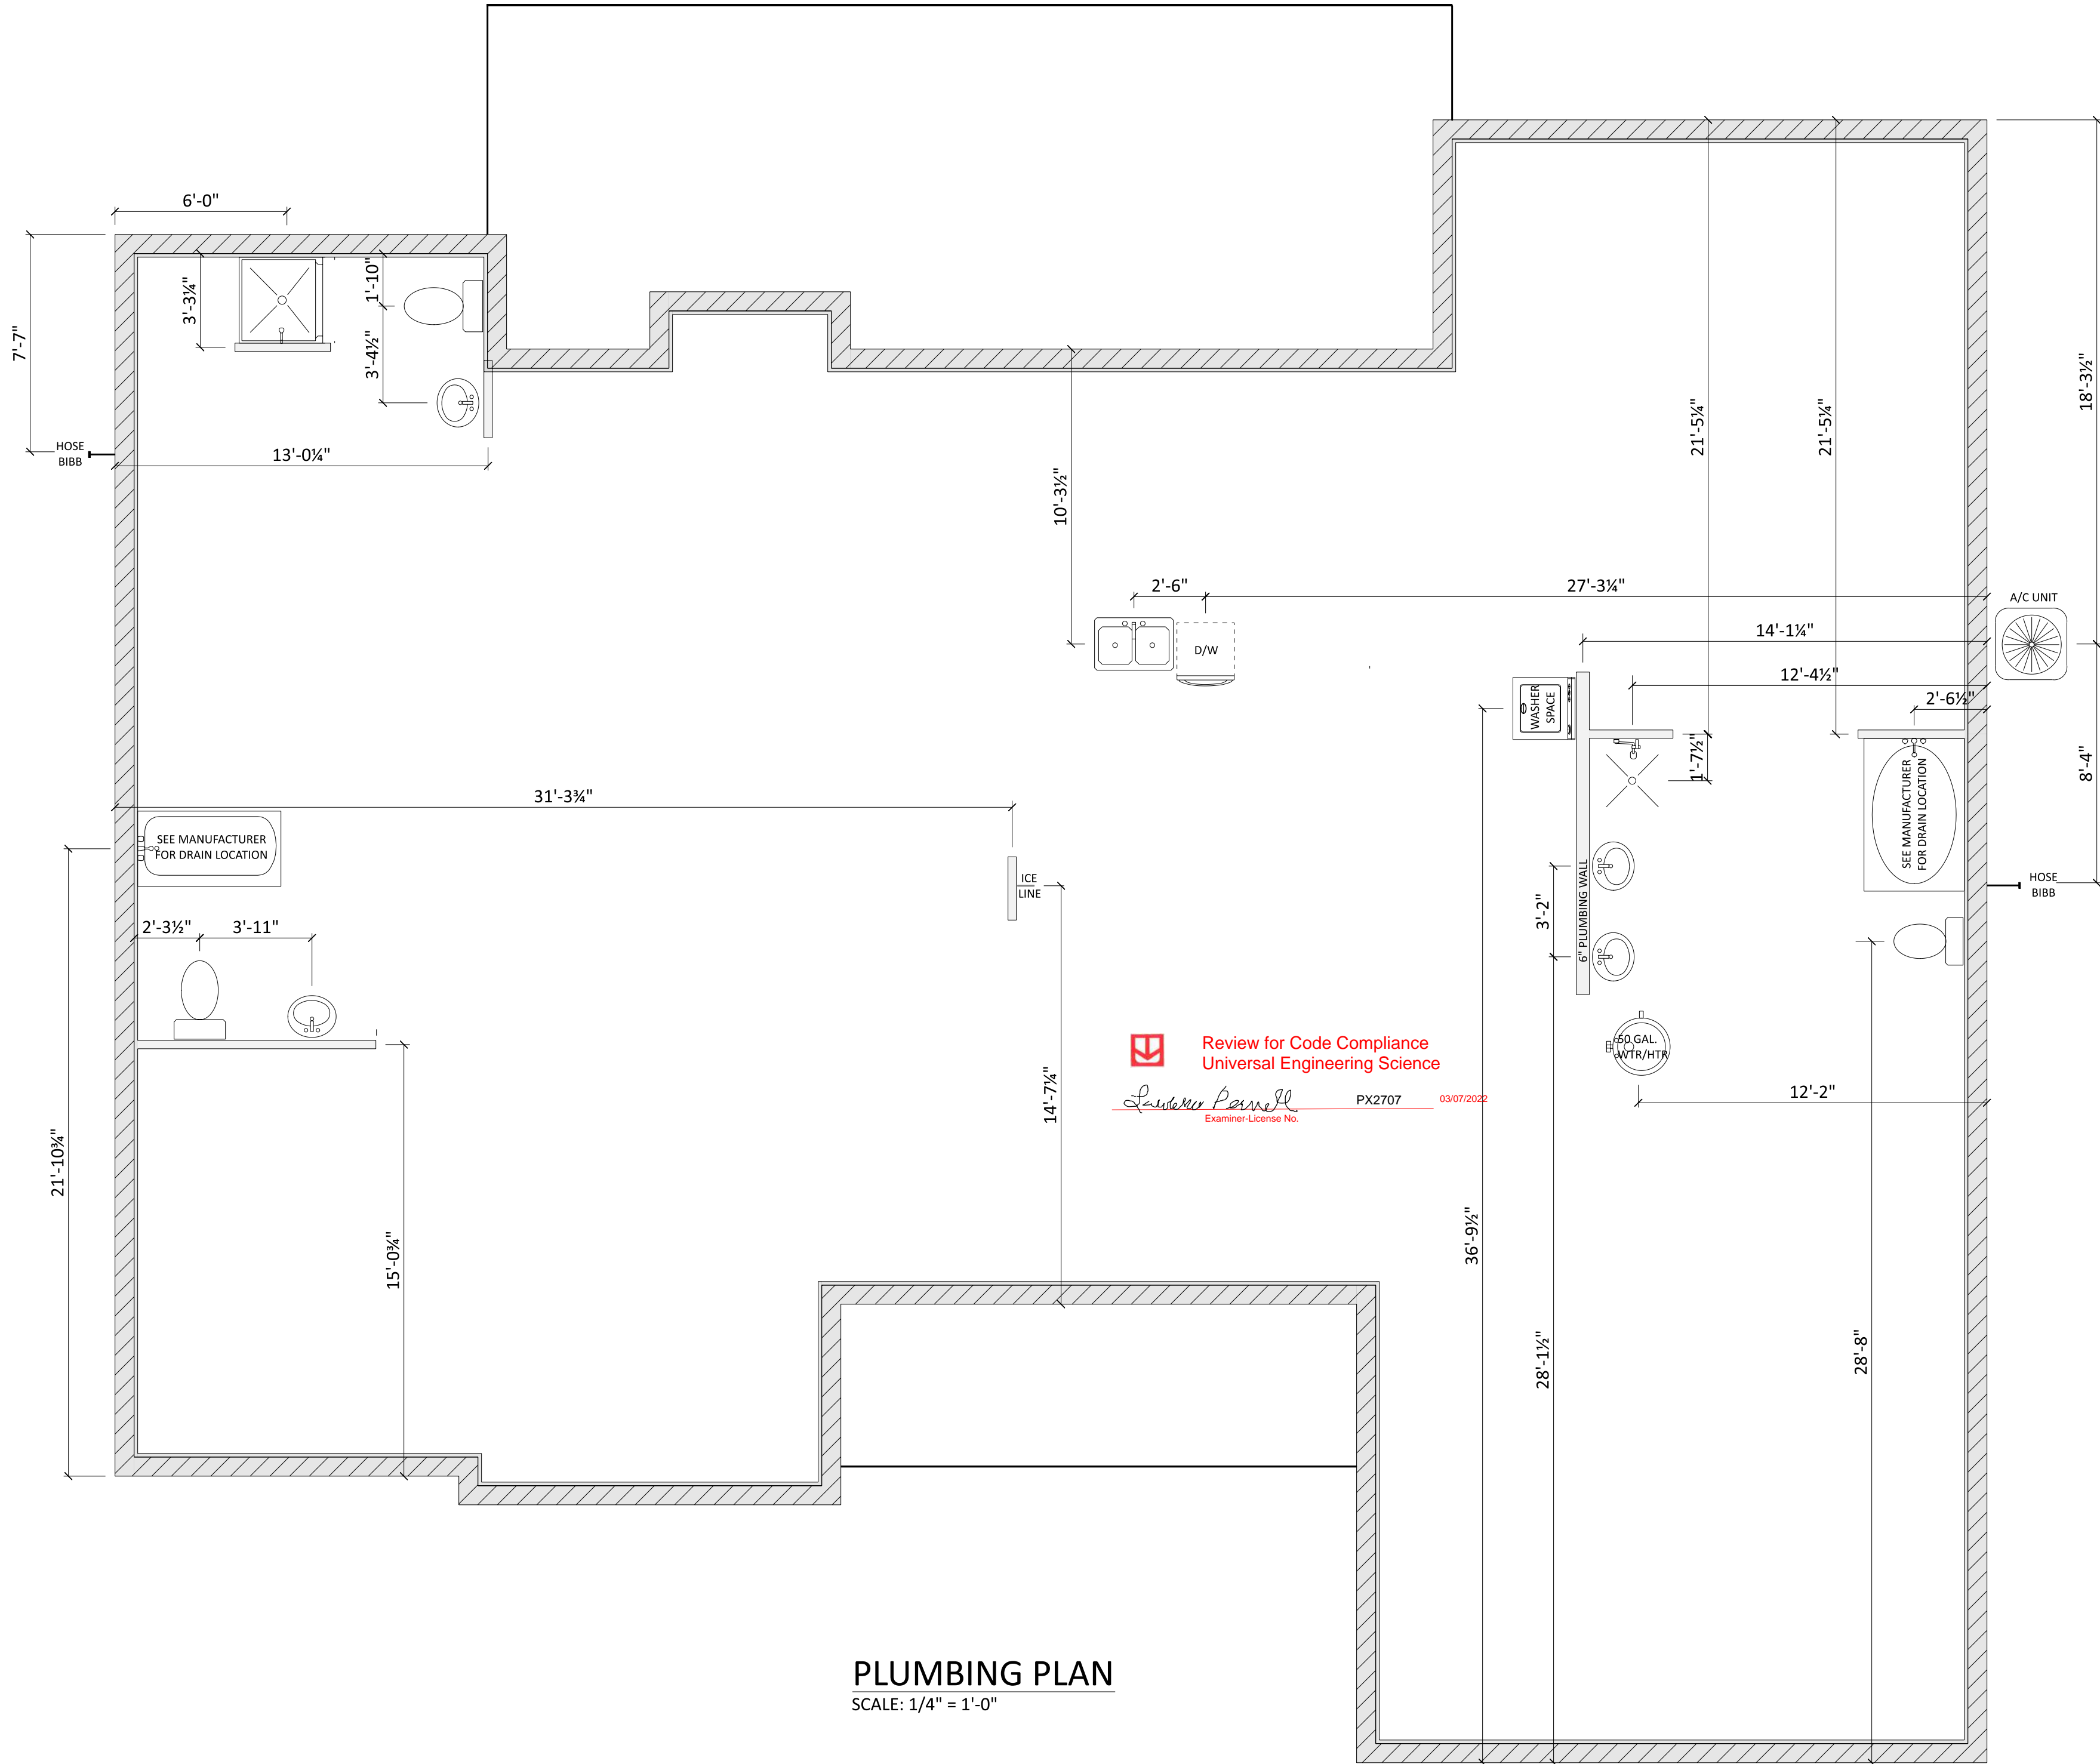 6'-0"
7'-7"
3'-3¼"
1'-10"
3'-4½"
HOSE
BIBB
13'-0¼"
10'-3½"
21'-5¼"
21'-5¼"
18'-3½"
2'-6"
27'-3¼"
D/W
A/C UNIT
14'-1¼"
12'-4½"
2'-6½"
WASHER
SPACE
1'-7½"
8'-4"
31'-3¾"
SEE MANUFACTURER
FOR DRAIN LOCATION
SEE MANUFACTURER
FOR DRAIN LOCATION
ICE
LINE
HOSE
BIBB
2'-3½"
3'-11"
3'-2"
6" PLUMBING WALL
50 GAL.
WTR/HTR
12'-2"
Review for Code Compliance
Universal Engineering Science
PX2707
03/07/2022
Examiner-License No.
14'-7¼"
21'-10¾"
15'-0¾"
36'-9½"
28'-1½"
28'-8"
PLUMBING PLAN
SCALE: 1/4" = 1'-0"